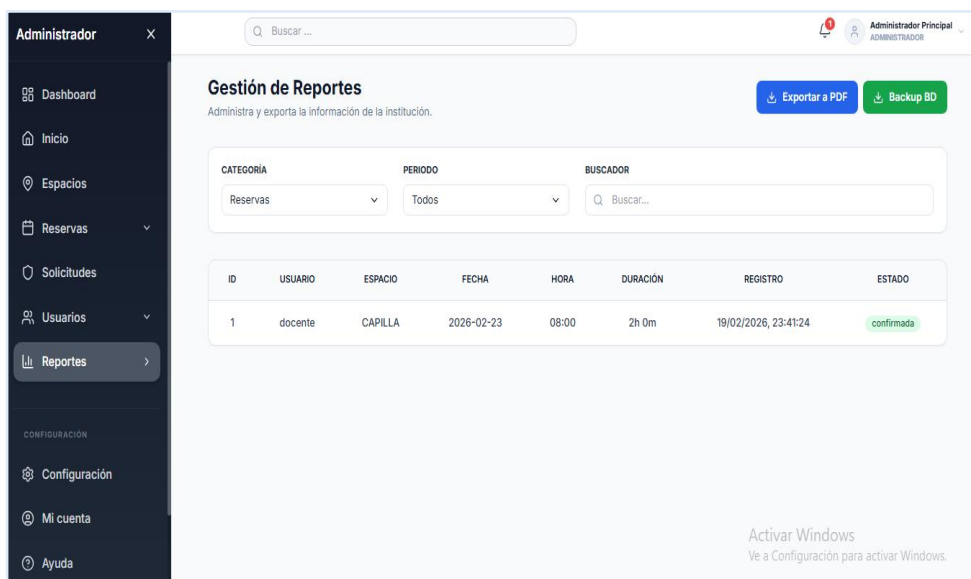 Administrador X
Buscar ...
1
Administrador Principal
ADMINISTRADOR
Dashboard
Inicio
Espacios
Reservas
Solicitudes
Usuarios
Reportes
CONFIGURACIÓN
Configuración
Mi cuenta
Ayuda
Gestión de Reportes
Administra y exporta la información de la institución.
Exportar a PDF
Backup BD
CATEGORÍA PERIODO BUSCADOR
Reservas Todos Buscar...
ID USUARIO ESPACIO FECHA HORA DURACIÓN REGISTRO ESTADO
1 docente CAPILLA 2026-02-23 08:00 2h 0m 19/02/2026, 23:41:24 confirmada
Activar Windows
Ve a Configuración para activar Windows.